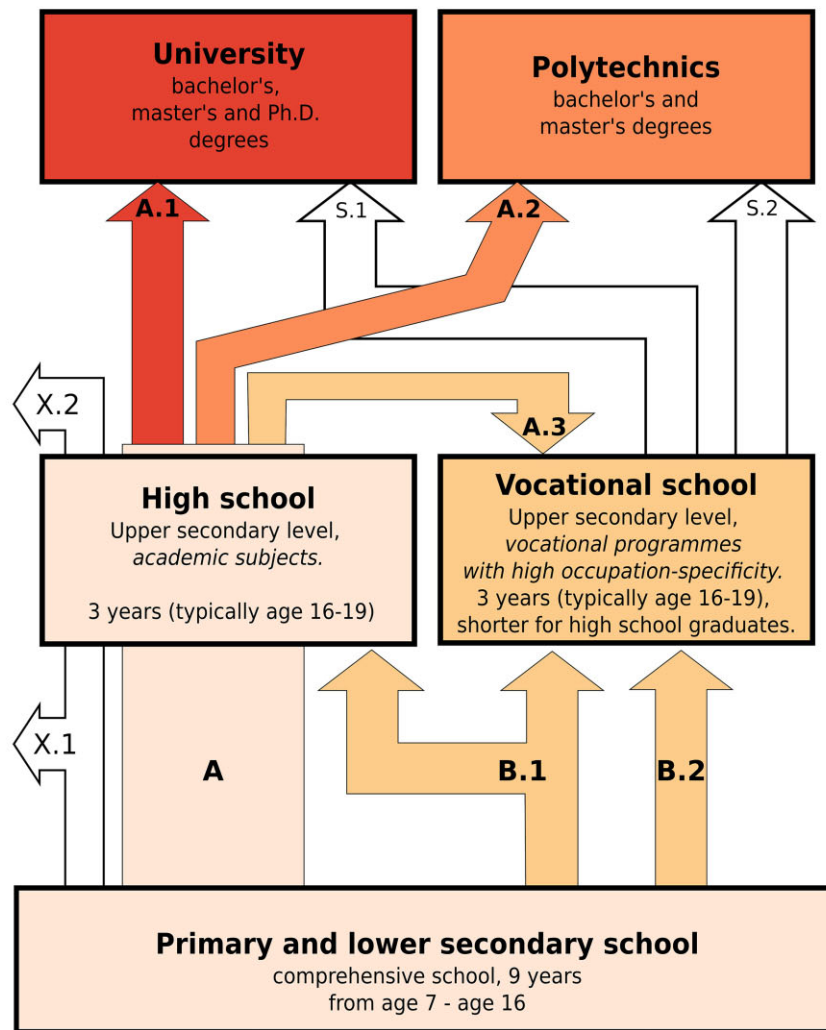 University
bachelor's,
master's and Ph.D.
degrees
Polytechnics
bachelor's and
master's degrees
A.1
S.1
A.2
S.2
X.2
A.3
High school
Upper secondary level,
academic subjects.
3 years (typically age 16-19)
Vocational school
Upper secondary level,
vocational programmes
with high occupation-specificity.
3 years (typically age 16-19),
shorter for high school graduates.
X.1
A
B.1
B.2
Primary and lower secondary school
comprehensive school, 9 years
from age 7 - age 16